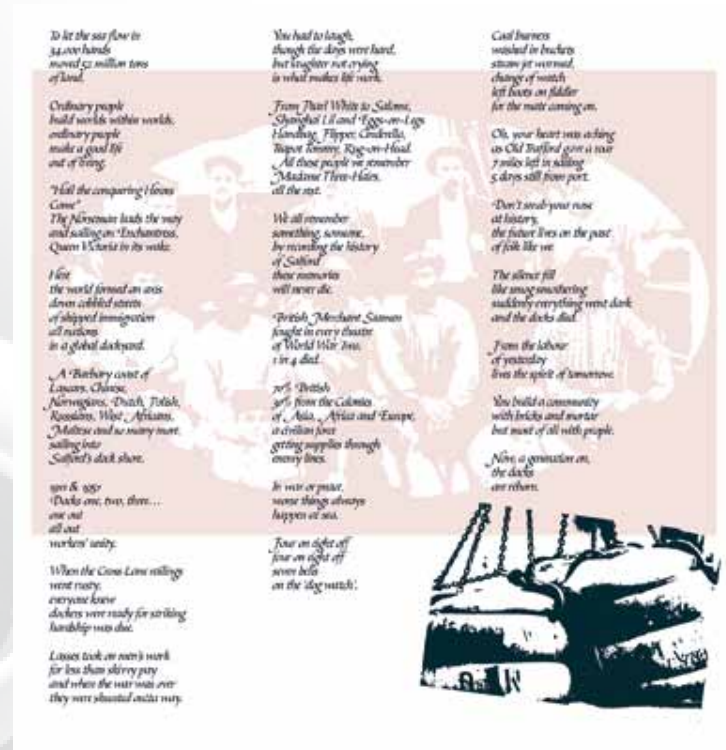 To let the sea flow in
34,000 hands
moved 52 million tons
of land.
Ordinary people
build worlds within worlds,
ordinary people
make a good life
out of living.
"Hail the conquering Heroes
Come"
The Norseman leads the way
and sailing on Enchantress,
Queen Victoria in its wake.
Here
the world formed an axis
down cobbled streets
of shipped immigration
all nations
in a global dockyard.
A Barbary coast of
Lascars, Chinese,
Norwegians, Dutch, Polish,
Russians, West Africans,
Maltese and so many more
sailing into
Salford's dock shore.
1911 & 1957
Docks one, two, three...
one out
all out
workers' unity.
When the Cross Lane railings
went rusty,
everyone knew
dockers were ready for striking
hardship was due.
Lasses took on men's work
for less than skivvy pay
and when the war was over
they were shunted outta way.
You had to laugh,
though the days were hard,
but laughter not crying
is what makes life work.
From Pearl White to Salome,
Shanghai Lil and Eggs-on-Legs
Handbag, Flipper, Cinderella,
Teapot Tommy, Rug-on-Head.
All these people we remember
Madame Three-Hairs,
all the rest.
We all remember
something, someone,
by recording the history
of Salford
these memories
will never die.
British Merchant Seaman
fought in every theatre
of World War Two,
1 in 4 died.
70% British
30% from the Colonies
of Asia, Africa and Europe,
a civilian force
getting supplies through
enemy lines.
In war or peace,
worse things always
happen at sea.
Four on eight off
four on eight off
seven bells
on the 'dog watch'.
Coal burners
washed in buckets
steam jet warmed,
change of watch
left boots on fiddler
for the mate coming on.
Oh, your heart was aching
as Old Trafford gave a roar
7 miles left in sailing
5 days still from port.
Don't snub your nose
at history,
the future lives on the past
of folk like we.
The silence fell
like smog smothering
suddenly everything went dark
and the docks died.
From the labour
of yesterday
lives the spirit of tomorrow.
You build a community
with bricks and mortar
but most of all with people.
Now, a generation on,
the docks
are reborn.